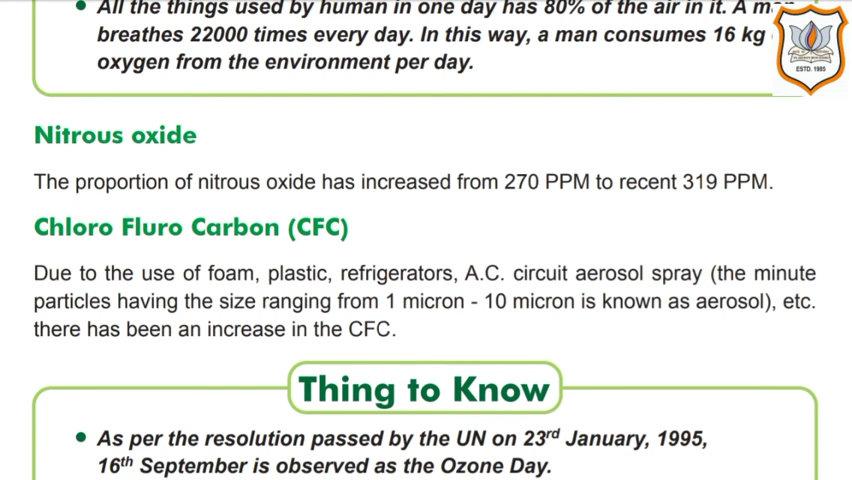 All the things used by human in one day has 80% of the air in it. A man
breathes 22000 times every day. In this way, a man consumes 16 kg
oxygen from the environment per day.
ESTD. 1985
Nitrous oxide
The proportion of nitrous oxide has increased from 270 PPM to recent 319 PPM.
Chloro Fluro Carbon (CFC)
Due to the use of foam, plastic, refrigerators, A.C. circuit aerosol spray (the minute
particles having the size ranging from 1 micron - 10 micron is known as aerosol), etc.
there has been an increase in the CFC.
Thing to Know
• As per the resolution passed by the UN on 23rd January, 1995,
16th September is observed as the Ozone Day.